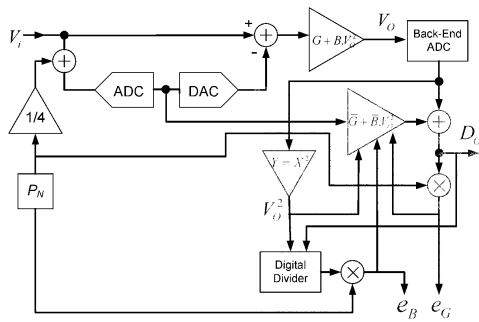 V_i
+
-
G + B.V_O^2
V_O
Back-End ADC
1/4
ADC
DAC
G̅ + B̅.V_O^2
Y = X^2
D_O
P_N
V_O^2
Digital Divider
e_B
e_G